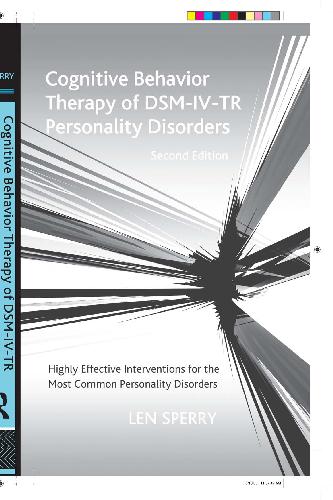 Cognitive Behavior
Therapy of DSM-IV-TR
Personality Disorders
Second Edition
Highly Effective Interventions for the
Most Common Personality Disorders
LEN SPERRY
RRY
Cognitive Behavior Therapy of DSM-IV-TR
R